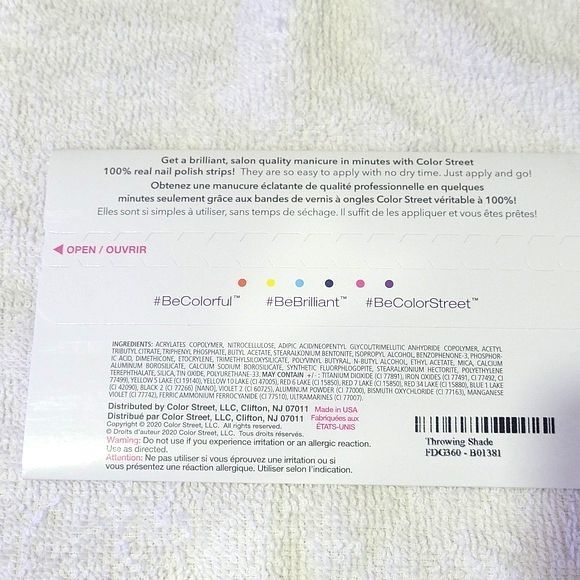 Get a brilliant, salon quality manicure in minutes with Color Street
100% real nail polish strips! They are so easy to apply with no dry time. Just apply and go!
Obtenez une manucure éclatante de qualité professionnelle en quelques
minutes seulement grâce aux bandes de vernis à ongles Color Street véritable à 100%!
Elles sont si simples à utiliser, sans temps de séchage. Il suffit de les appliquer et vous êtes prêtes!
◀ OPEN / OUVRIR
#BeColorful™ #BeBrilliant™ #BeColorStreet™
INGREDIENTS: ACRYLATES COPOLYMER, NITROCELLULOSE, ADIPIC ACID/NEOPENTYL GLYCOL/TRIMELLITIC ANHYDRIDE COPOLYMER, ACETYL
TRIBUTYL CITRATE, TRIPHENYL PHOSPHATE, BUTYL ACETATE, STEARALKONIUM BENTONITE, ISOPROPYL ALCOHOL, BENZOPHENONE-3, PHOSPHOR-
IC ACID, DIMETHICONE, ETOCRYLENE, TRIMETHYLSILOXYSILICATE, POLYVINYL BUTYRAL, N-BUTYL ALCOHOL, ETHYL ACETATE, MICA, CALCIUM
ALUMINUM BOROSILICATE, CALCIUM SODIUM BOROSILICATE, SYNTHETIC FLUORPHLOGOPITE, STEARALKONIUM HECTORITE, POLYETHYLENE
TEREPHTHALATE, SILICA, TIN OXIDE, POLYURETHANE-33. MAY CONTAIN +/- : TITANIUM DIOXIDE (CI 77891), IRON OXIDES (CI 77491, CI 77492, CI
77499), YELLOW 5 LAKE (CI 19140), YELLOW 10 LAKE (CI 47005), RED 6 LAKE (CI 15850), RED 7 LAKE (CI 15850), RED 34 LAKE (CI 15880), BLUE 1 LAKE
(CI 42090), BLACK 2 (CI 77266) [NANO], VIOLET 2 (CI 60725), ALUMINUM POWDER (CI 77000), BISMUTH OXYCHLORIDE (CI 77163), MANGANESE
VIOLET (CI 77742), FERRIC AMMONIUM FERROCYANIDE (CI 77510), ULTRAMARINES (CI 77007).
Distributed by Color Street, LLC, Clifton, NJ 07011
Distribué par Color Street, LLC, Clifton, NJ 07011
Copyright © 2020 Color Street, LLC. All rights reserved.
© Droits d'auteur 2020 Color Street, LLC. Tous droits réservés.
Warning: Do not use if you experience irritation or an allergic reaction.
Use as directed.
Attention: Ne pas utiliser si vous éprouvez une irritation ou si
vous présentez une réaction allergique. Utiliser selon l'indication.
Made in USA
Fabriquées aux
ÉTATS-UNIS
Throwing Shade
FDG360 - B01381